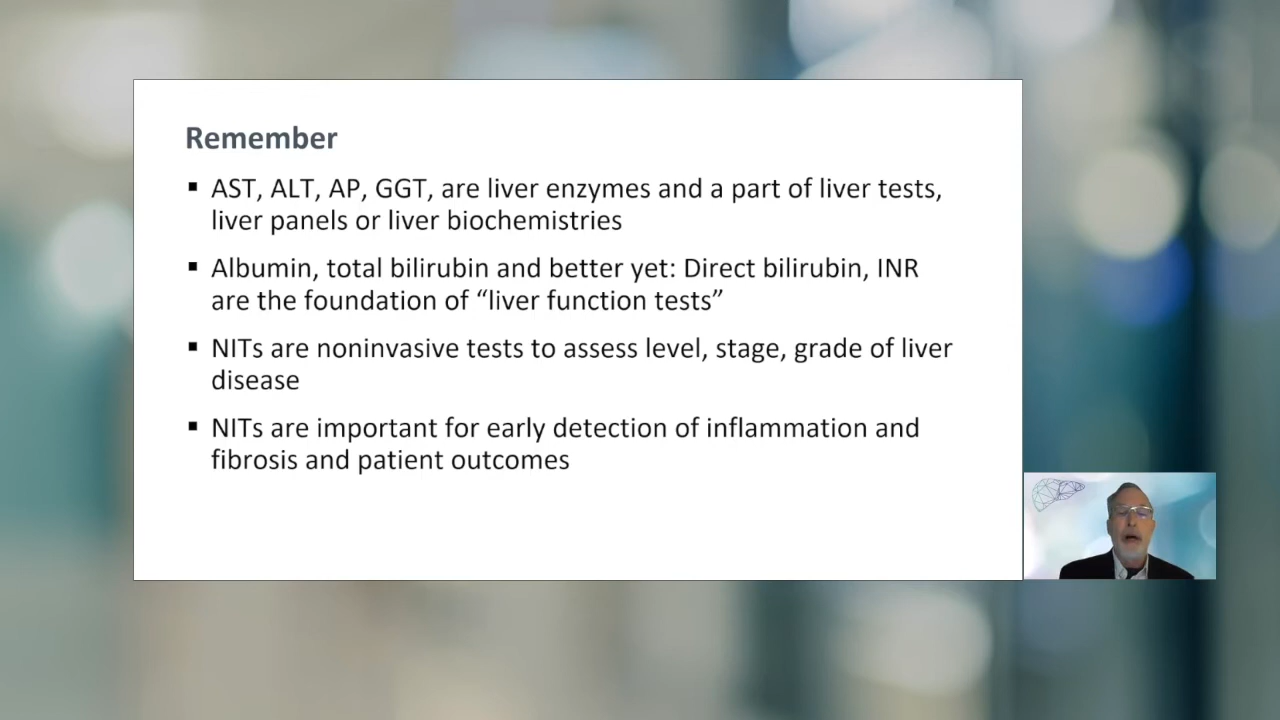 Remember
▪ AST, ALT, AP, GGT, are liver enzymes and a part of liver tests,
liver panels or liver biochemistries
▪ Albumin, total bilirubin and better yet: Direct bilirubin, INR
are the foundation of “liver function tests”
▪ NITs are noninvasive tests to assess level, stage, grade of liver
disease
▪ NITs are important for early detection of inflammation and
fibrosis and patient outcomes